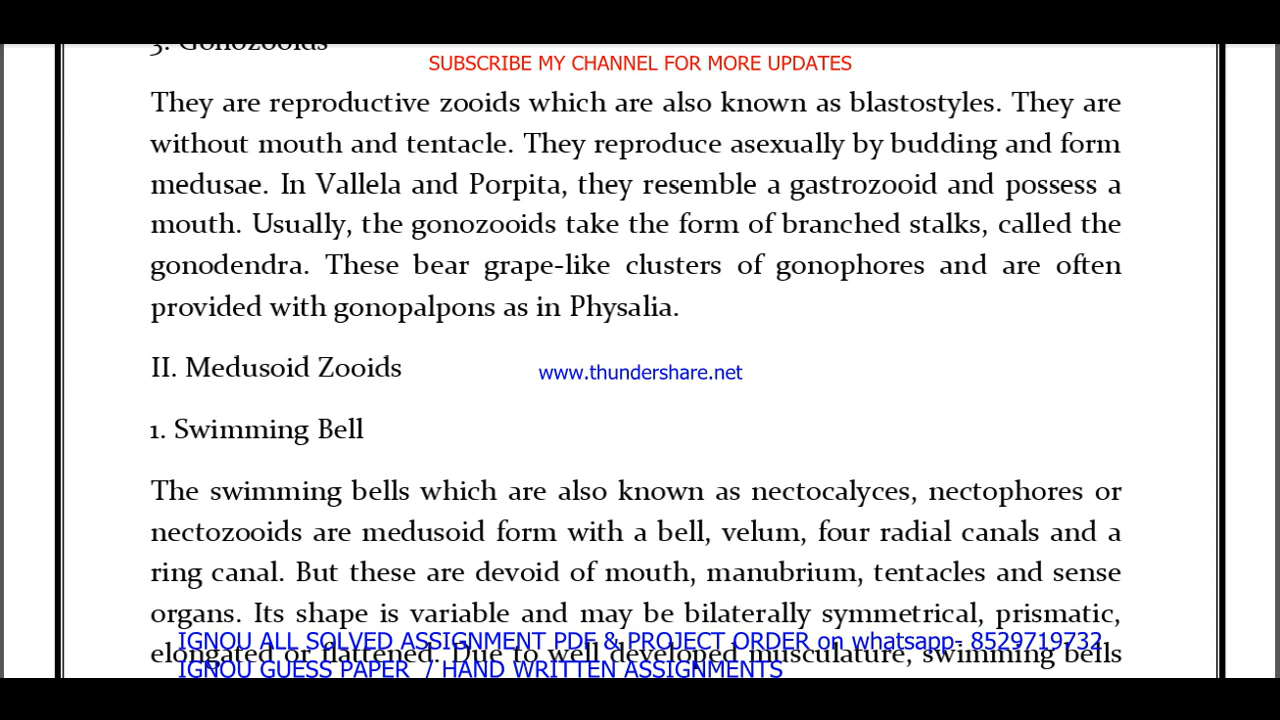 3. Gonozooids
SUBSCRIBE MY CHANNEL FOR MORE UPDATES
They are reproductive zooids which are also known as blastostyles. They are
without mouth and tentacle. They reproduce asexually by budding and form
medusae. In Vallela and Porpita, they resemble a gastrozooid and possess a
mouth. Usually, the gonozooids take the form of branched stalks, called the
gonodendra. These bear grape-like clusters of gonophores and are often
provided with gonopalpons as in Physalia.
II. Medusoid Zooids
www.thundershare.net
1. Swimming Bell
The swimming bells which are also known as nectocalyces, nectophores or
nectozooids are medusoid form with a bell, velum, four radial canals and a
ring canal. But these are devoid of mouth, manubrium, tentacles and sense
organs. Its shape is variable and may be bilaterally symmetrical, prismatic,
IGNOU ALL SOLVED ASSIGNMENT PDF & PROJECT ORDER on whatsapp- 8529719732
elongated or flattened. Due to well developed musculature, swimming bells
IGNOU GUESS PAPER / HAND WRITTEN ASSIGNMENTS